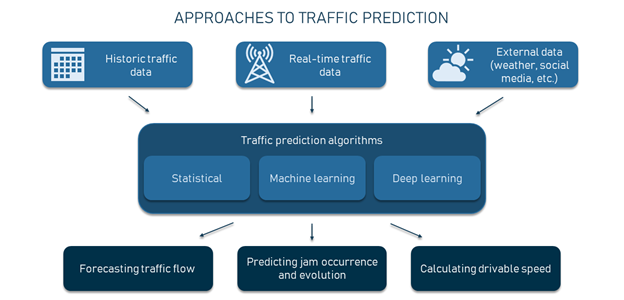 APPROACHES TO TRAFFIC PREDICTION
Historic traffic
data
Real-time traffic
data
External data
(weather, social
media, etc.)
Traffic prediction algorithms
Statistical
Machine learning
Deep learning
Forecasting traffic flow
Predicting jam occurrence
and evolution
Calculating drivable speed